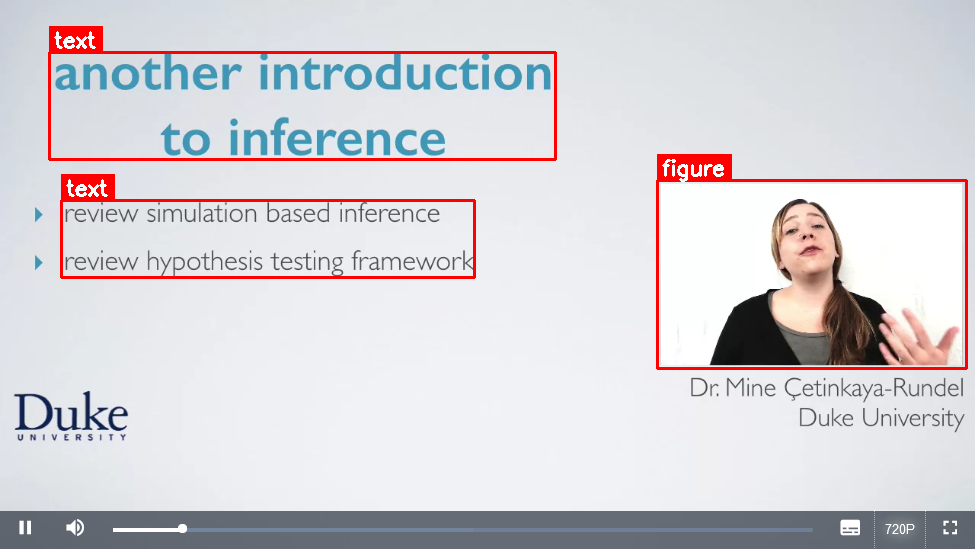 text
another introduction
to inference
text
review simulation based inference
review hypothesis testing framework
figure
Dr. Mine Çetinkaya-Rundel
Duke University
Duke
UNIVERSITY
720P